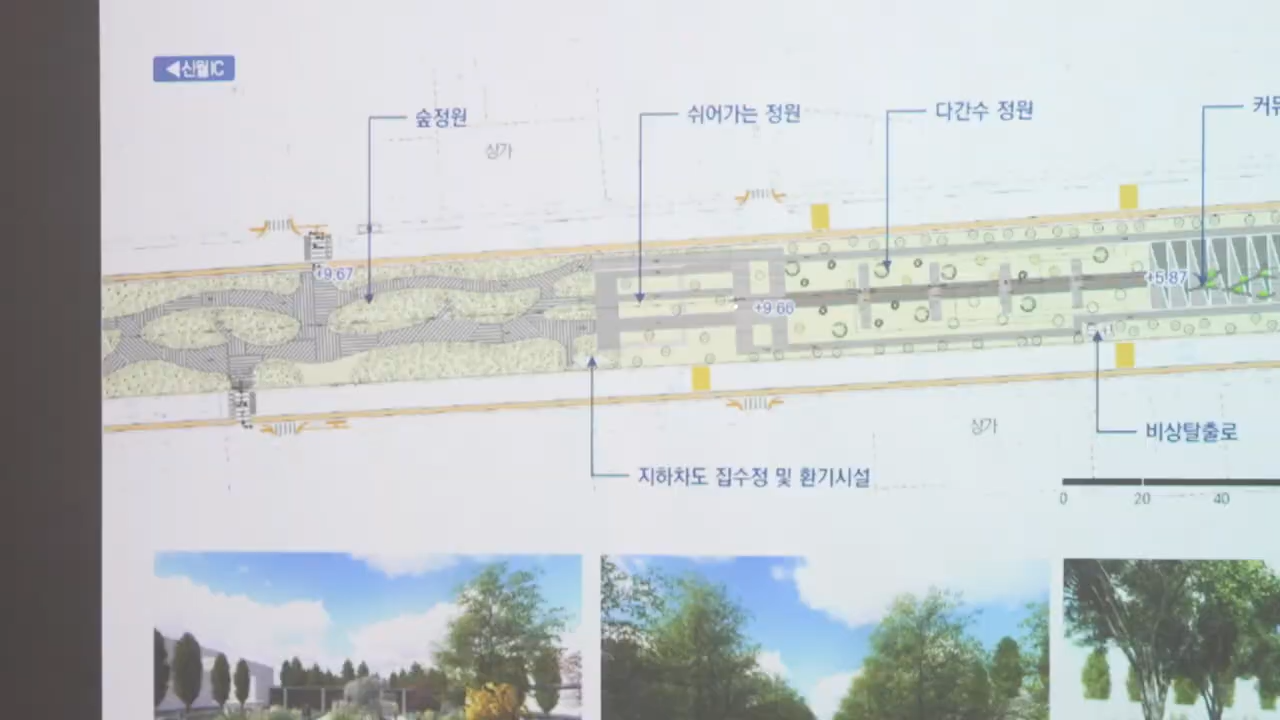 ◀신월IC
숲정원
쉬어가는 정원
다간수 정원
커뮤
상가
+9.67
+5.87
+9.66
상가
비상탈출로
지하차도 집수정 및 환기시설
0 20 40